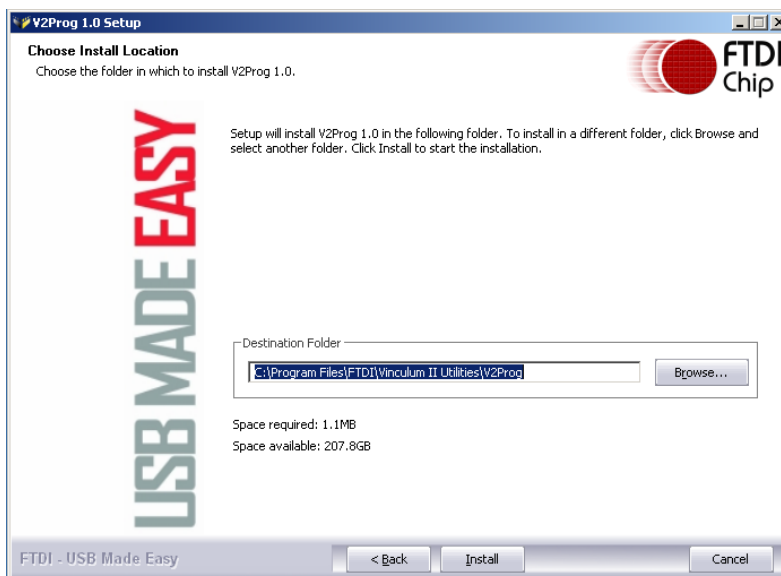 V2Prog 1.0 Setup
Choose Install Location
Choose the folder in which to install V2Prog 1.0.
FTDI
Chip
USB MADE EASY
Setup will install V2Prog 1.0 in the following folder. To install in a different folder, click Browse and
select another folder. Click Install to start the installation.
Destination Folder
C:\Program Files\FTDI\Vinculum II Utilities\V2Prog
Browse...
Space required: 1.1MB
Space available: 207.8GB
FTDI - USB Made Easy
< Back
Install
Cancel